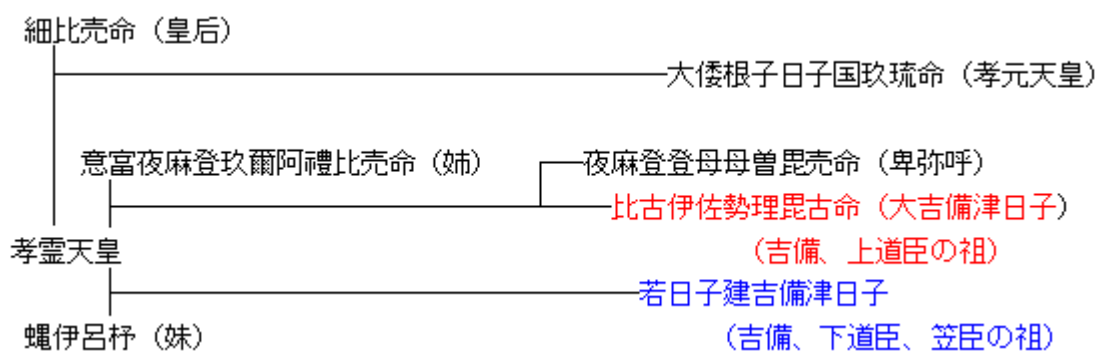 細比売命（皇后）
大倭根子日子国玖琉命（孝元天皇）
意富夜麻登玖爾阿禮比売命（姉）
夜麻登登母母曽毘売命（卑弥呼）
比古伊佐勢理毘古命（大吉備津日子）
孝霊天皇
（吉備、上道臣の祖）
若日子建吉備津日子
蝿伊呂杼（妹）
（吉備、下道臣、笠臣の祖）